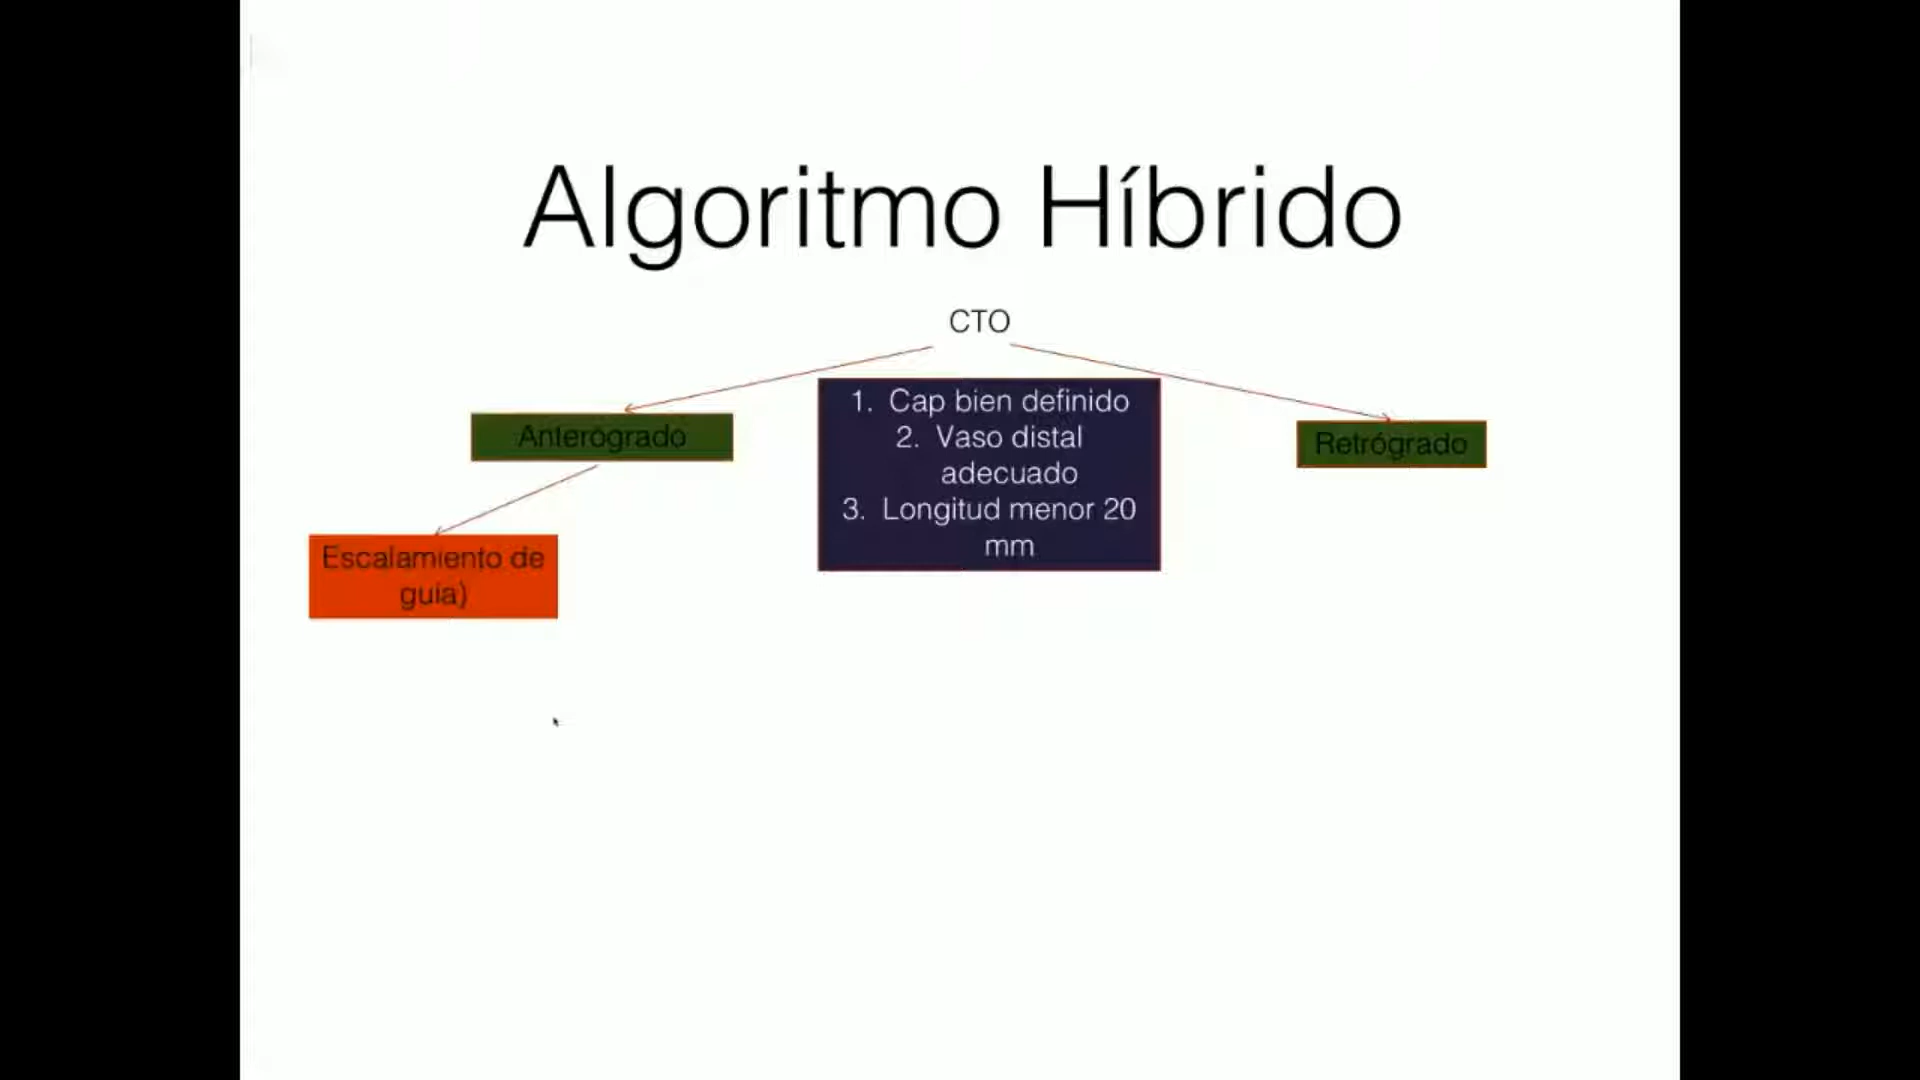 Algoritmo Híbrido
CTO
Anterógrado
1. Cap bien definido
2. Vaso distal
adecuado
3. Longitud menor 20
mm
Retrógrado
Escalamiento de
guia)